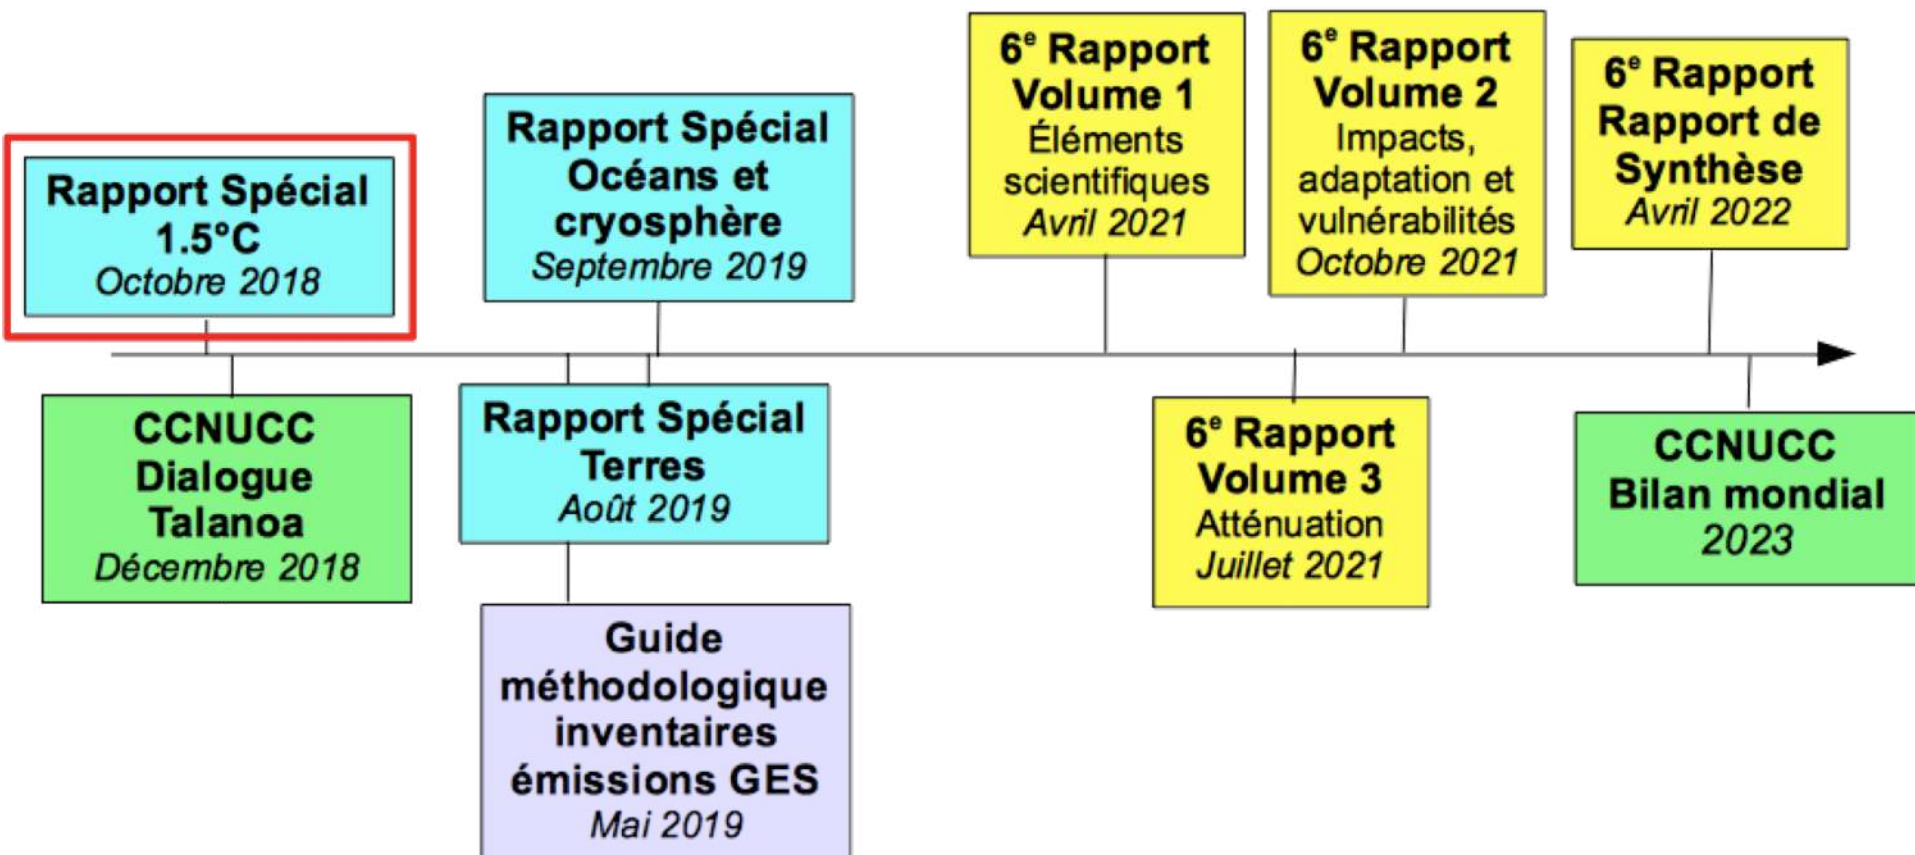 Rapport Spécial
1.5°C
Octobre 2018
Rapport Spécial
Océans et
cryosphère
Septembre 2019
6e Rapport
Volume 1
Éléments
scientifiques
Avril 2021
6e Rapport
Volume 2
Impacts,
adaptation et
vulnérabilités
Octobre 2021
6e Rapport
Rapport de
Synthèse
Avril 2022
CCNUCC
Dialogue
Talanoa
Décembre 2018
Rapport Spécial
Terres
Août 2019
Guide
méthodologique
inventaires
émissions GES
Mai 2019
6e Rapport
Volume 3
Atténuation
Juillet 2021
CCNUCC
Bilan mondial
2023